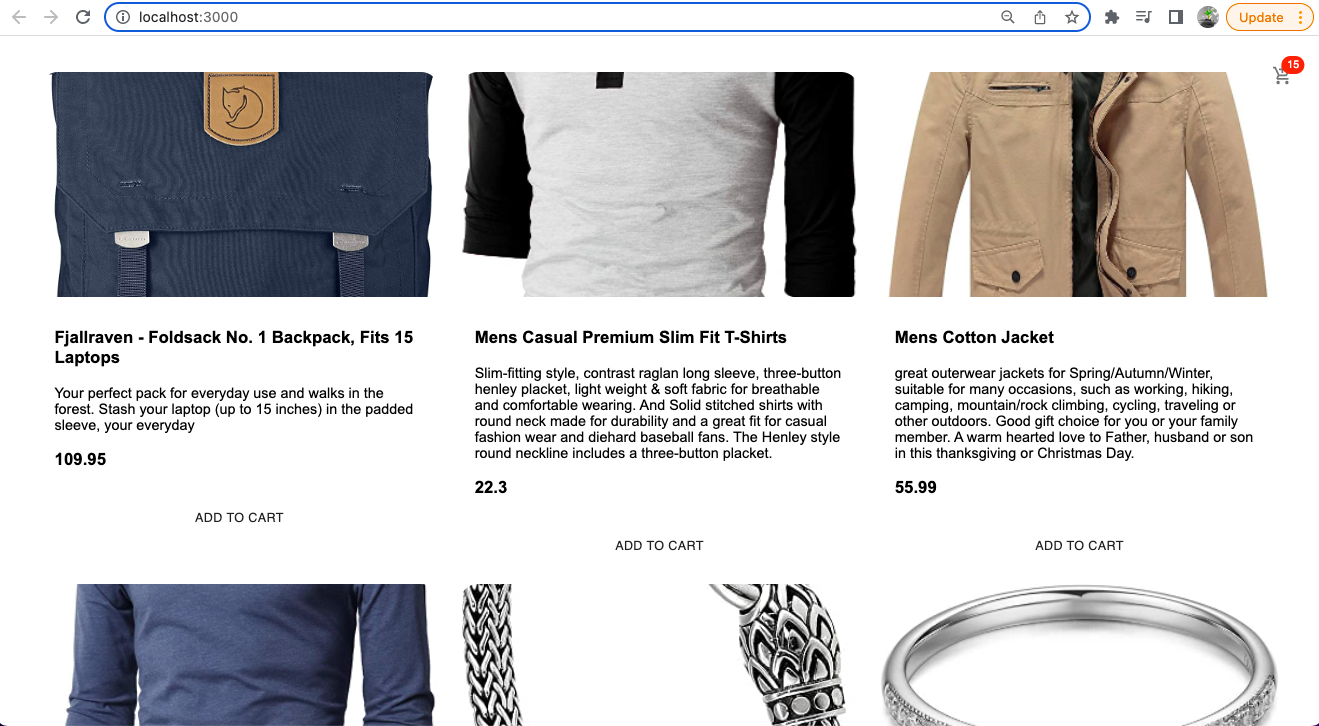 localhost:3000
Update
15
Fjallraven - Foldsack No. 1 Backpack, Fits 15
Laptops
Your perfect pack for everyday use and walks in the
forest. Stash your laptop (up to 15 inches) in the padded
sleeve, your everyday
109.95
ADD TO CART
Mens Casual Premium Slim Fit T-Shirts
Slim-fitting style, contrast raglan long sleeve, three-button
henley placket, light weight & soft fabric for breathable
and comfortable wearing. And Solid stitched shirts with
round neck made for durability and a great fit for casual
fashion wear and diehard baseball fans. The Henley style
round neckline includes a three-button placket.
22.3
ADD TO CART
Mens Cotton Jacket
great outerwear jackets for Spring/Autumn/Winter,
suitable for many occasions, such as working, hiking,
camping, mountain/rock climbing, cycling, traveling or
other outdoors. Good gift choice for you or your family
member. A warm hearted love to Father, husband or son
in this thanksgiving or Christmas Day.
55.99
ADD TO CART